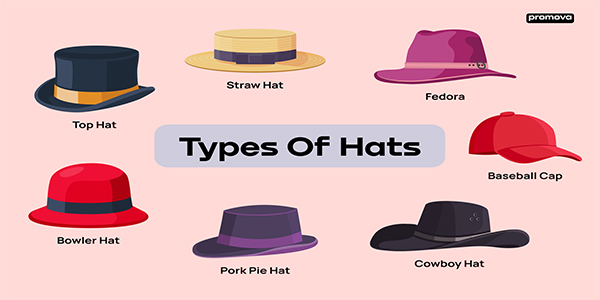 promova
Straw Hat
Fedora
Top Hat
Types Of Hats
Baseball Cap
Bowler Hat
Pork Pie Hat
Cowboy Hat